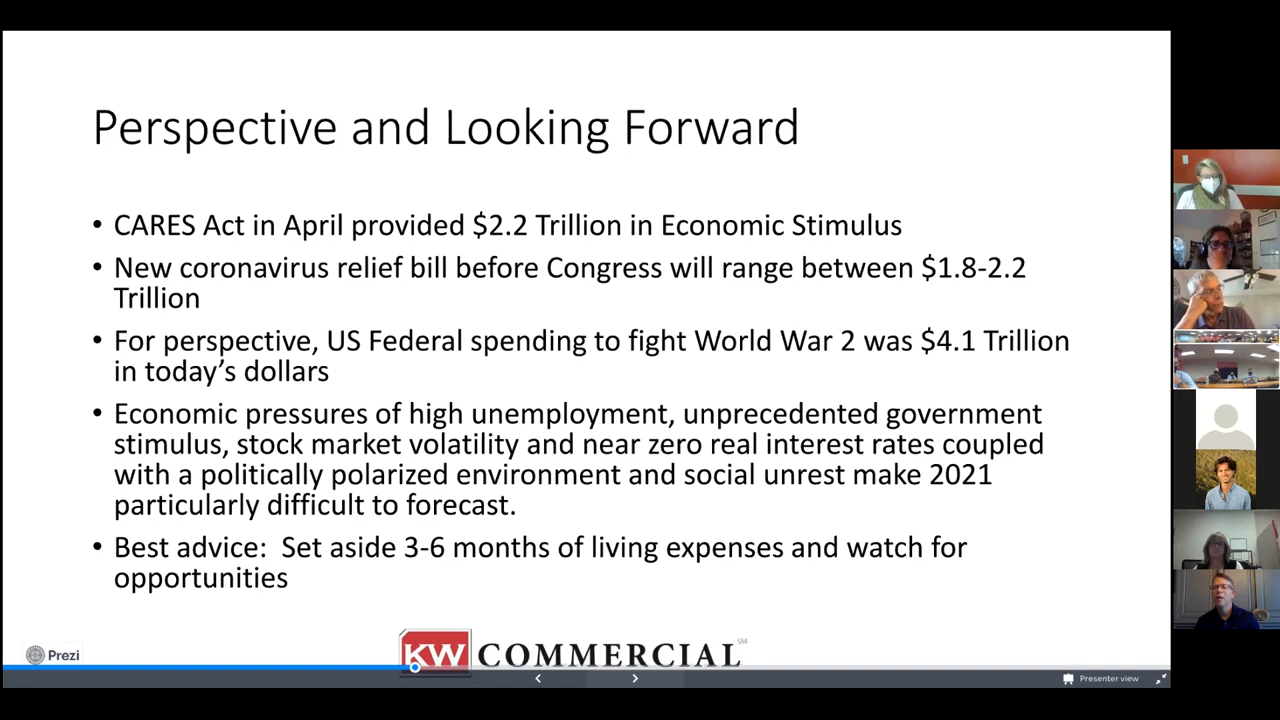 Perspective and Looking Forward
• CARES Act in April provided $2.2 Trillion in Economic Stimulus
• New coronavirus relief bill before Congress will range between $1.8-2.2
Trillion
• For perspective, US Federal spending to fight World War 2 was $4.1 Trillion
in today's dollars
• Economic pressures of high unemployment, unprecedented government
stimulus, stock market volatility and near zero real interest rates coupled
with a politically polarized environment and social unrest make 2021
particularly difficult to forecast.
• Best advice:  Set aside 3-6 months of living expenses and watch for
opportunities
KW COMMERCIAL SM
Prezi
Presenter view